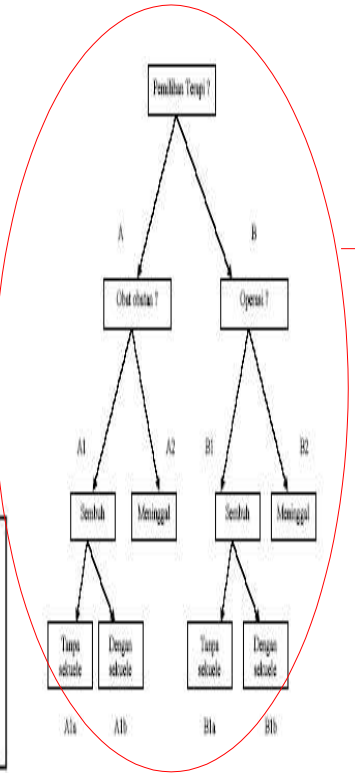 Pemilihan Terapi ?
A
B
Obat obatan ?
Operasi ?
A1
A2
B1
B2
Sembuh
Meninggal
Sembuh
Meninggal
Tanpa
sekuele
Dengan
sekuele
Tanpa
sekuele
Dengan
sekuele
A1a
A1b
B1a
B1b